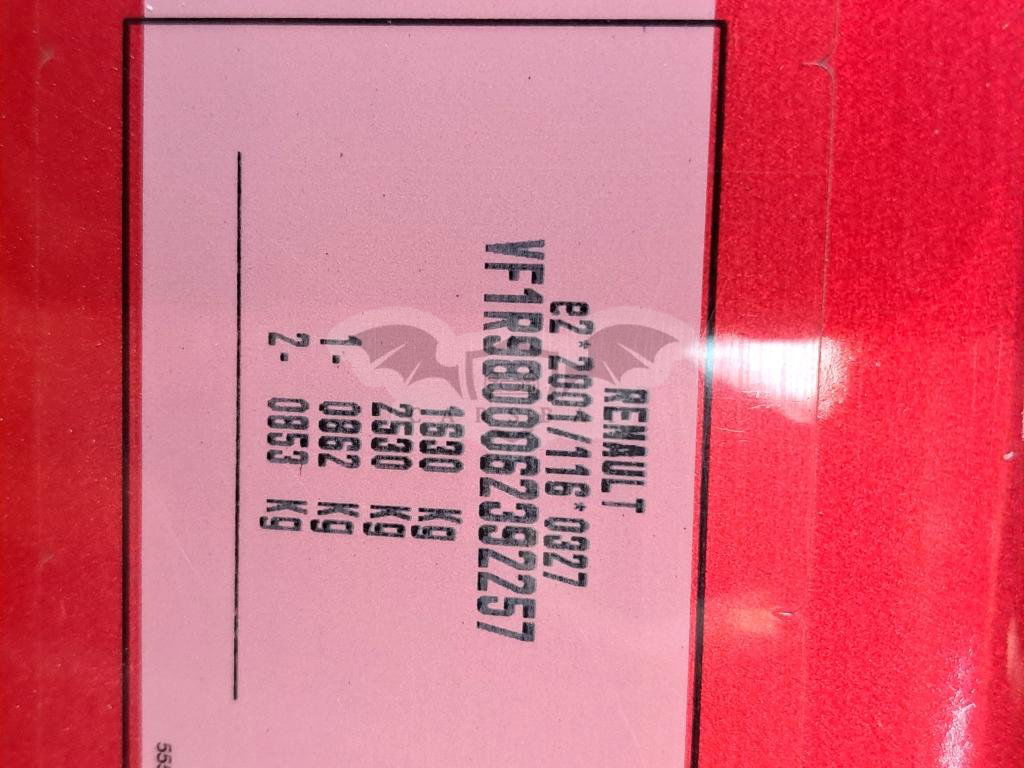 RENAULT
e2*2001/116*0327
VF1R9800062392257
1630 Kg
2530 Kg
1- 0862 Kg
2- 0853 Kg